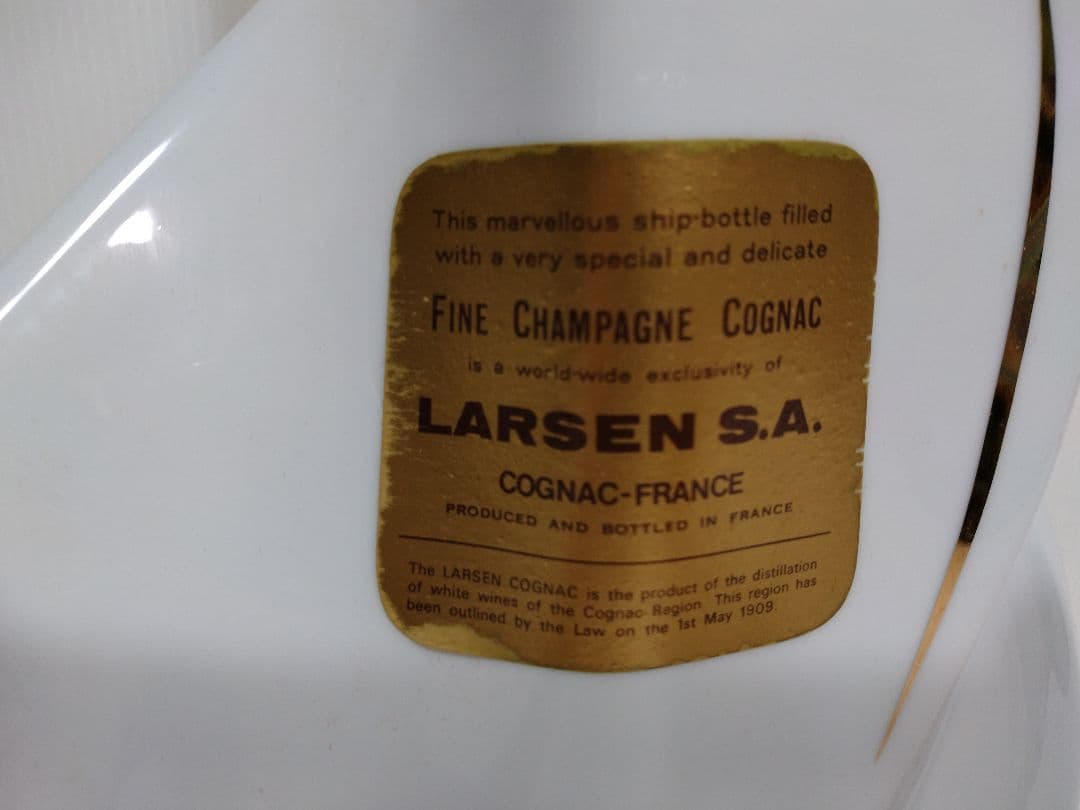 This marvellous ship-bottle filled
with a very special and delicate
FINE CHAMPAGNE COGNAC
is a world-wide exclusivity of
LARSEN S.A.
COGNAC-FRANCE
PRODUCED AND BOTTLED IN FRANCE
The LARSEN COGNAC is the product of the distillation
of white wines of the Cognac Region. This region has
been outlined by the Law on the 1st May 1909.